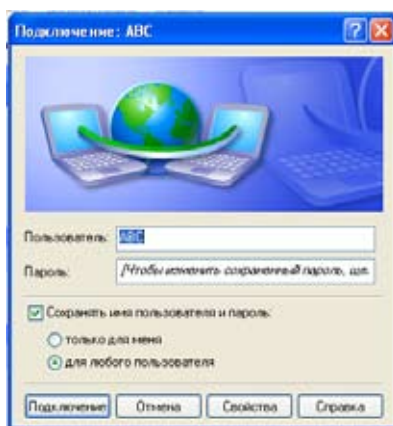 Подключение: ABC
Пользователь: ABC
Пароль: [Чтобы изменить сохраненный пароль, щел
Сохранять имя пользователя и пароль:
только для меня
для любого пользователя
Подключение Отмена Свойства Справка